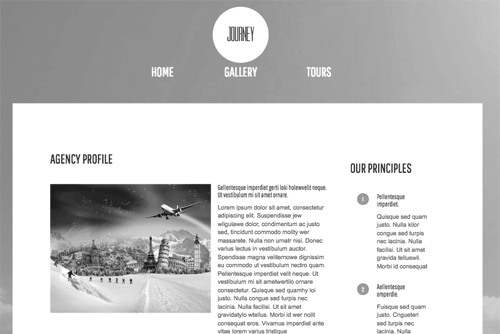 JOURNEY
HOME GALLERY TOURS
AGENCY PROFILE
Gellentesque imperdiet gerti loki holewvelit neque.
Ut vestibulum mi sit amet ornare.
Lorem ipsum dolor sit amet, consectetur
adipiscing elit. Suspendisse jew
wligulawe dolor, condimentum ac justo
sed, tincidunt commodo molity wer
massarete. Nulla non urnatr nisi. Donec
varius lectus in vestibulum auctor.
Spendisse magna veliternowe dignissim
eu commodo ut vestibulum nectro quam.
Pellentesque imperdiet velit neque. Ut
vestibulum mi sit ametwertilo ornare
consectetur. Quisque sed quamhy loi
justo. Nulla congue sed turpis nec
lacinia. Nulla facilisi. Ut sit amet
gravidatylo wtellus. Morbi id wer nolit
consequat eros. Vivamus imperdiet ante
vitae lorem varius tristique
OUR PRINCIPLES
1
Pellentesque
imperdiet.
Quisque sed quam
justo. Nulla kitor
congue sed turpis
nec lacinia. Nulla
facilisi. Ut sit amet
gravida telluswil.
Morbi id consequat
2
Aellentesque
omperdie.
Fuisque sed quam
justo. Cngueteri
sed turpis nec
lacinia. Nulla